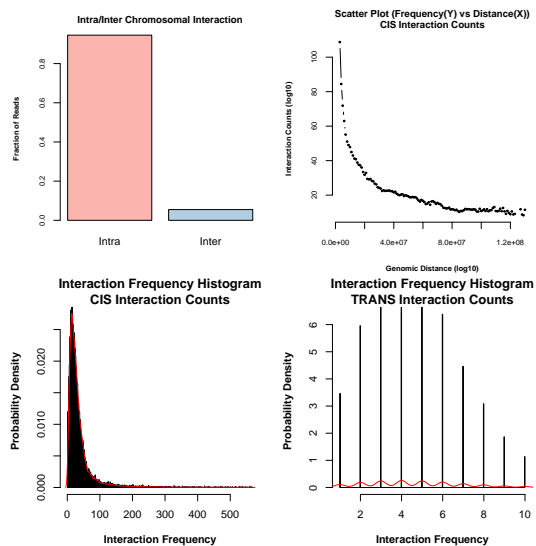 Intra/Inter Chromosomal Interaction
Fraction of Reads
0.0 0.2 0.4 0.6 0.8
Intra Inter
Scatter Plot (Frequency(Y) vs Distance(X))
CIS Interaction Counts
Interaction Counts (log10)
20 40 60 80 100
0.0e+00 4.0e+07 8.0e+07 1.2e+08
Genomic Distance (log10)
Interaction Frequency Histogram
CIS Interaction Counts
Probability Density
0.000 0.010 0.020
0 100 200 300 400 500
Interaction Frequency
Interaction Frequency Histogram
TRANS Interaction Counts
Probability Density
0 1 2 3 4 5 6
2 4 6 8 10
Interaction Frequency